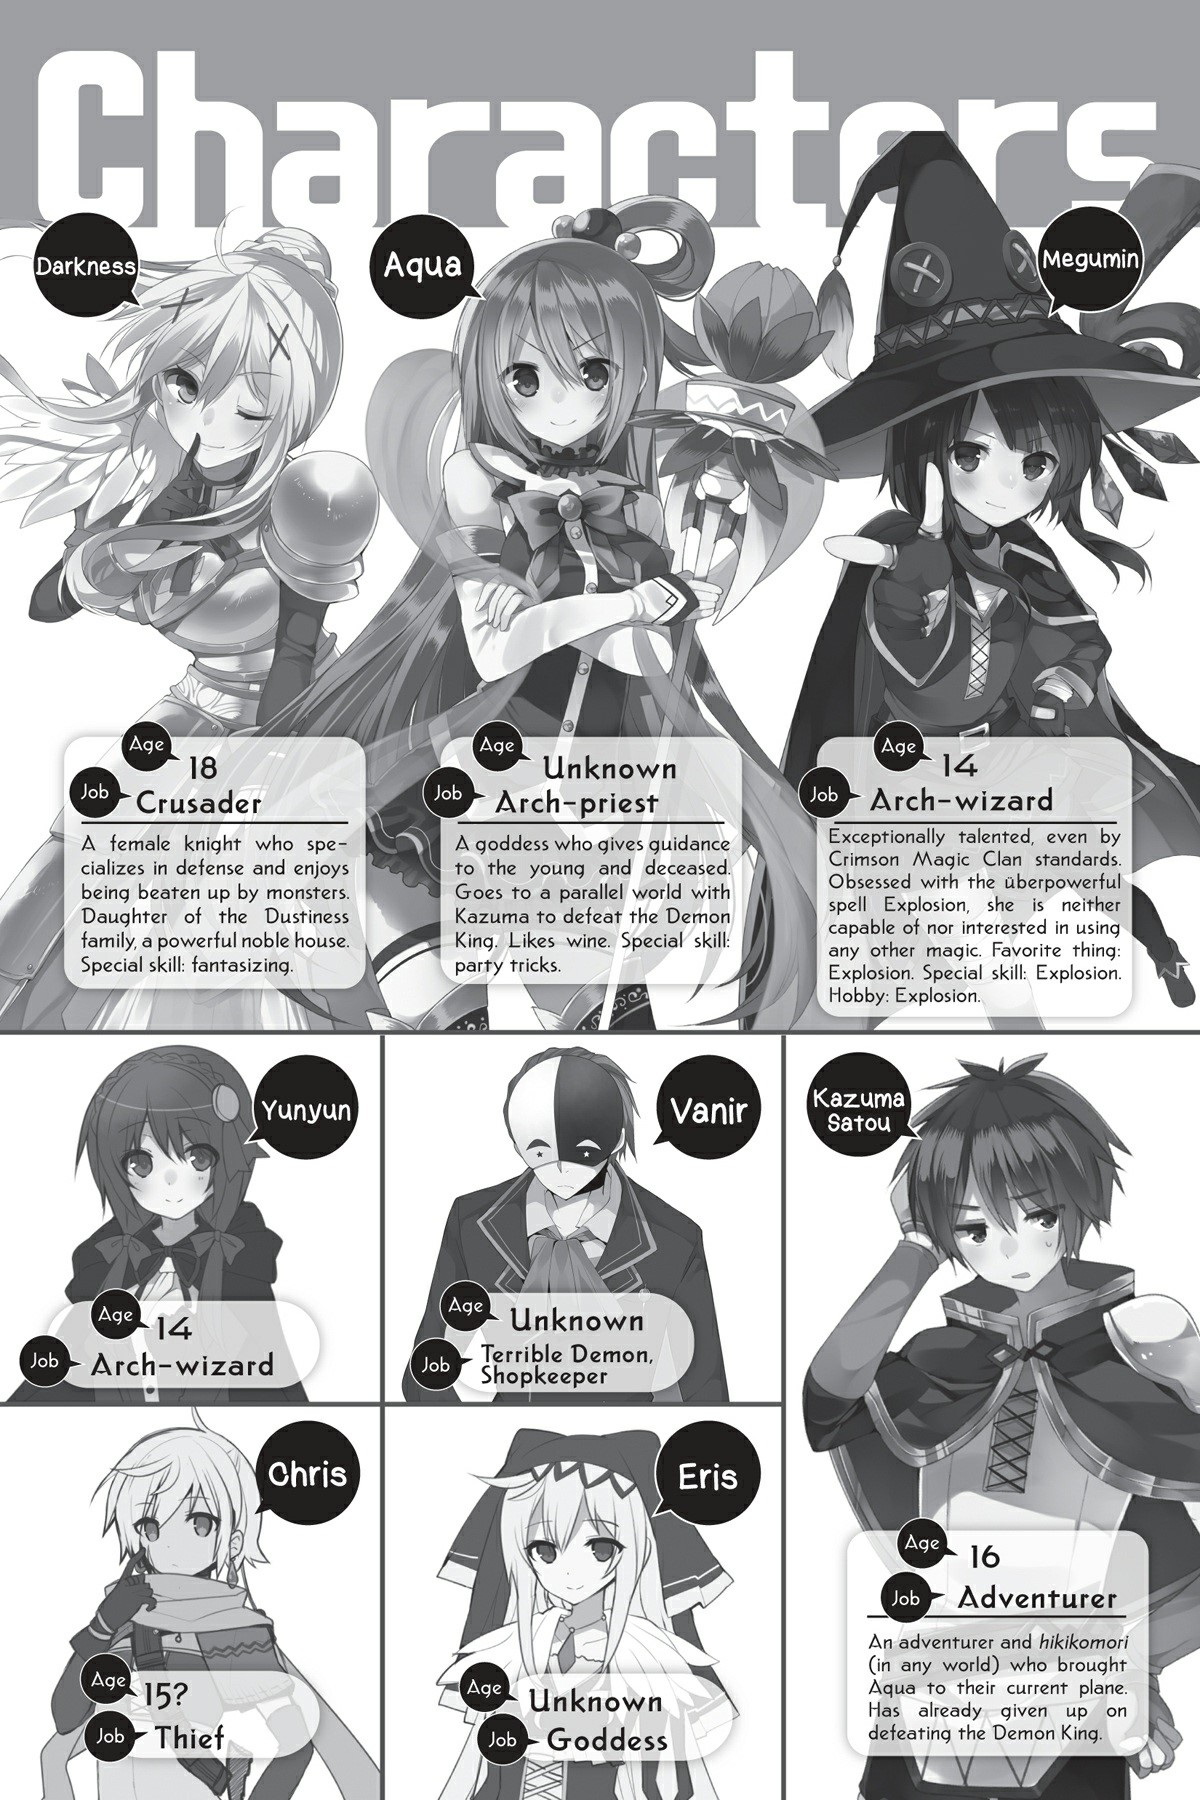 Characters
Darkness
Age
18
Job
Crusader
A female knight who spe-
cializes in defense and enjoys
being beaten up by monsters.
Daughter of the Dustiness
family, a powerful noble house.
Special skill: fantasizing.
Aqua
Age
Unknown
Job
Arch-priest
A goddess who gives guidance
to the young and deceased.
Goes to a parallel world with
Kazuma to defeat the Demon
King. Likes wine. Special skill:
party tricks.
Megumin
Age
14
Job
Arch-wizard
Exceptionally talented, even by
Crimson Magic Clan standards.
Obsessed with the überpowerful
spell Explosion, she is neither
capable of nor interested in using
any other magic. Favorite thing:
Explosion. Special skill: Explosion.
Hobby: Explosion.
Yunyun
Age
14
Job
Arch-wizard
Vanir
Age
Unknown
Job
Terrible Demon,
Shopkeeper
Kazuma
Satou
Age
16
Job
Adventurer
An adventurer and hikikomori
(in any world) who brought
Aqua to their current plane.
Has already given up on
defeating the Demon King.
Chris
Age
15?
Job
Thief
Eris
Age
Unknown
Job
Goddess